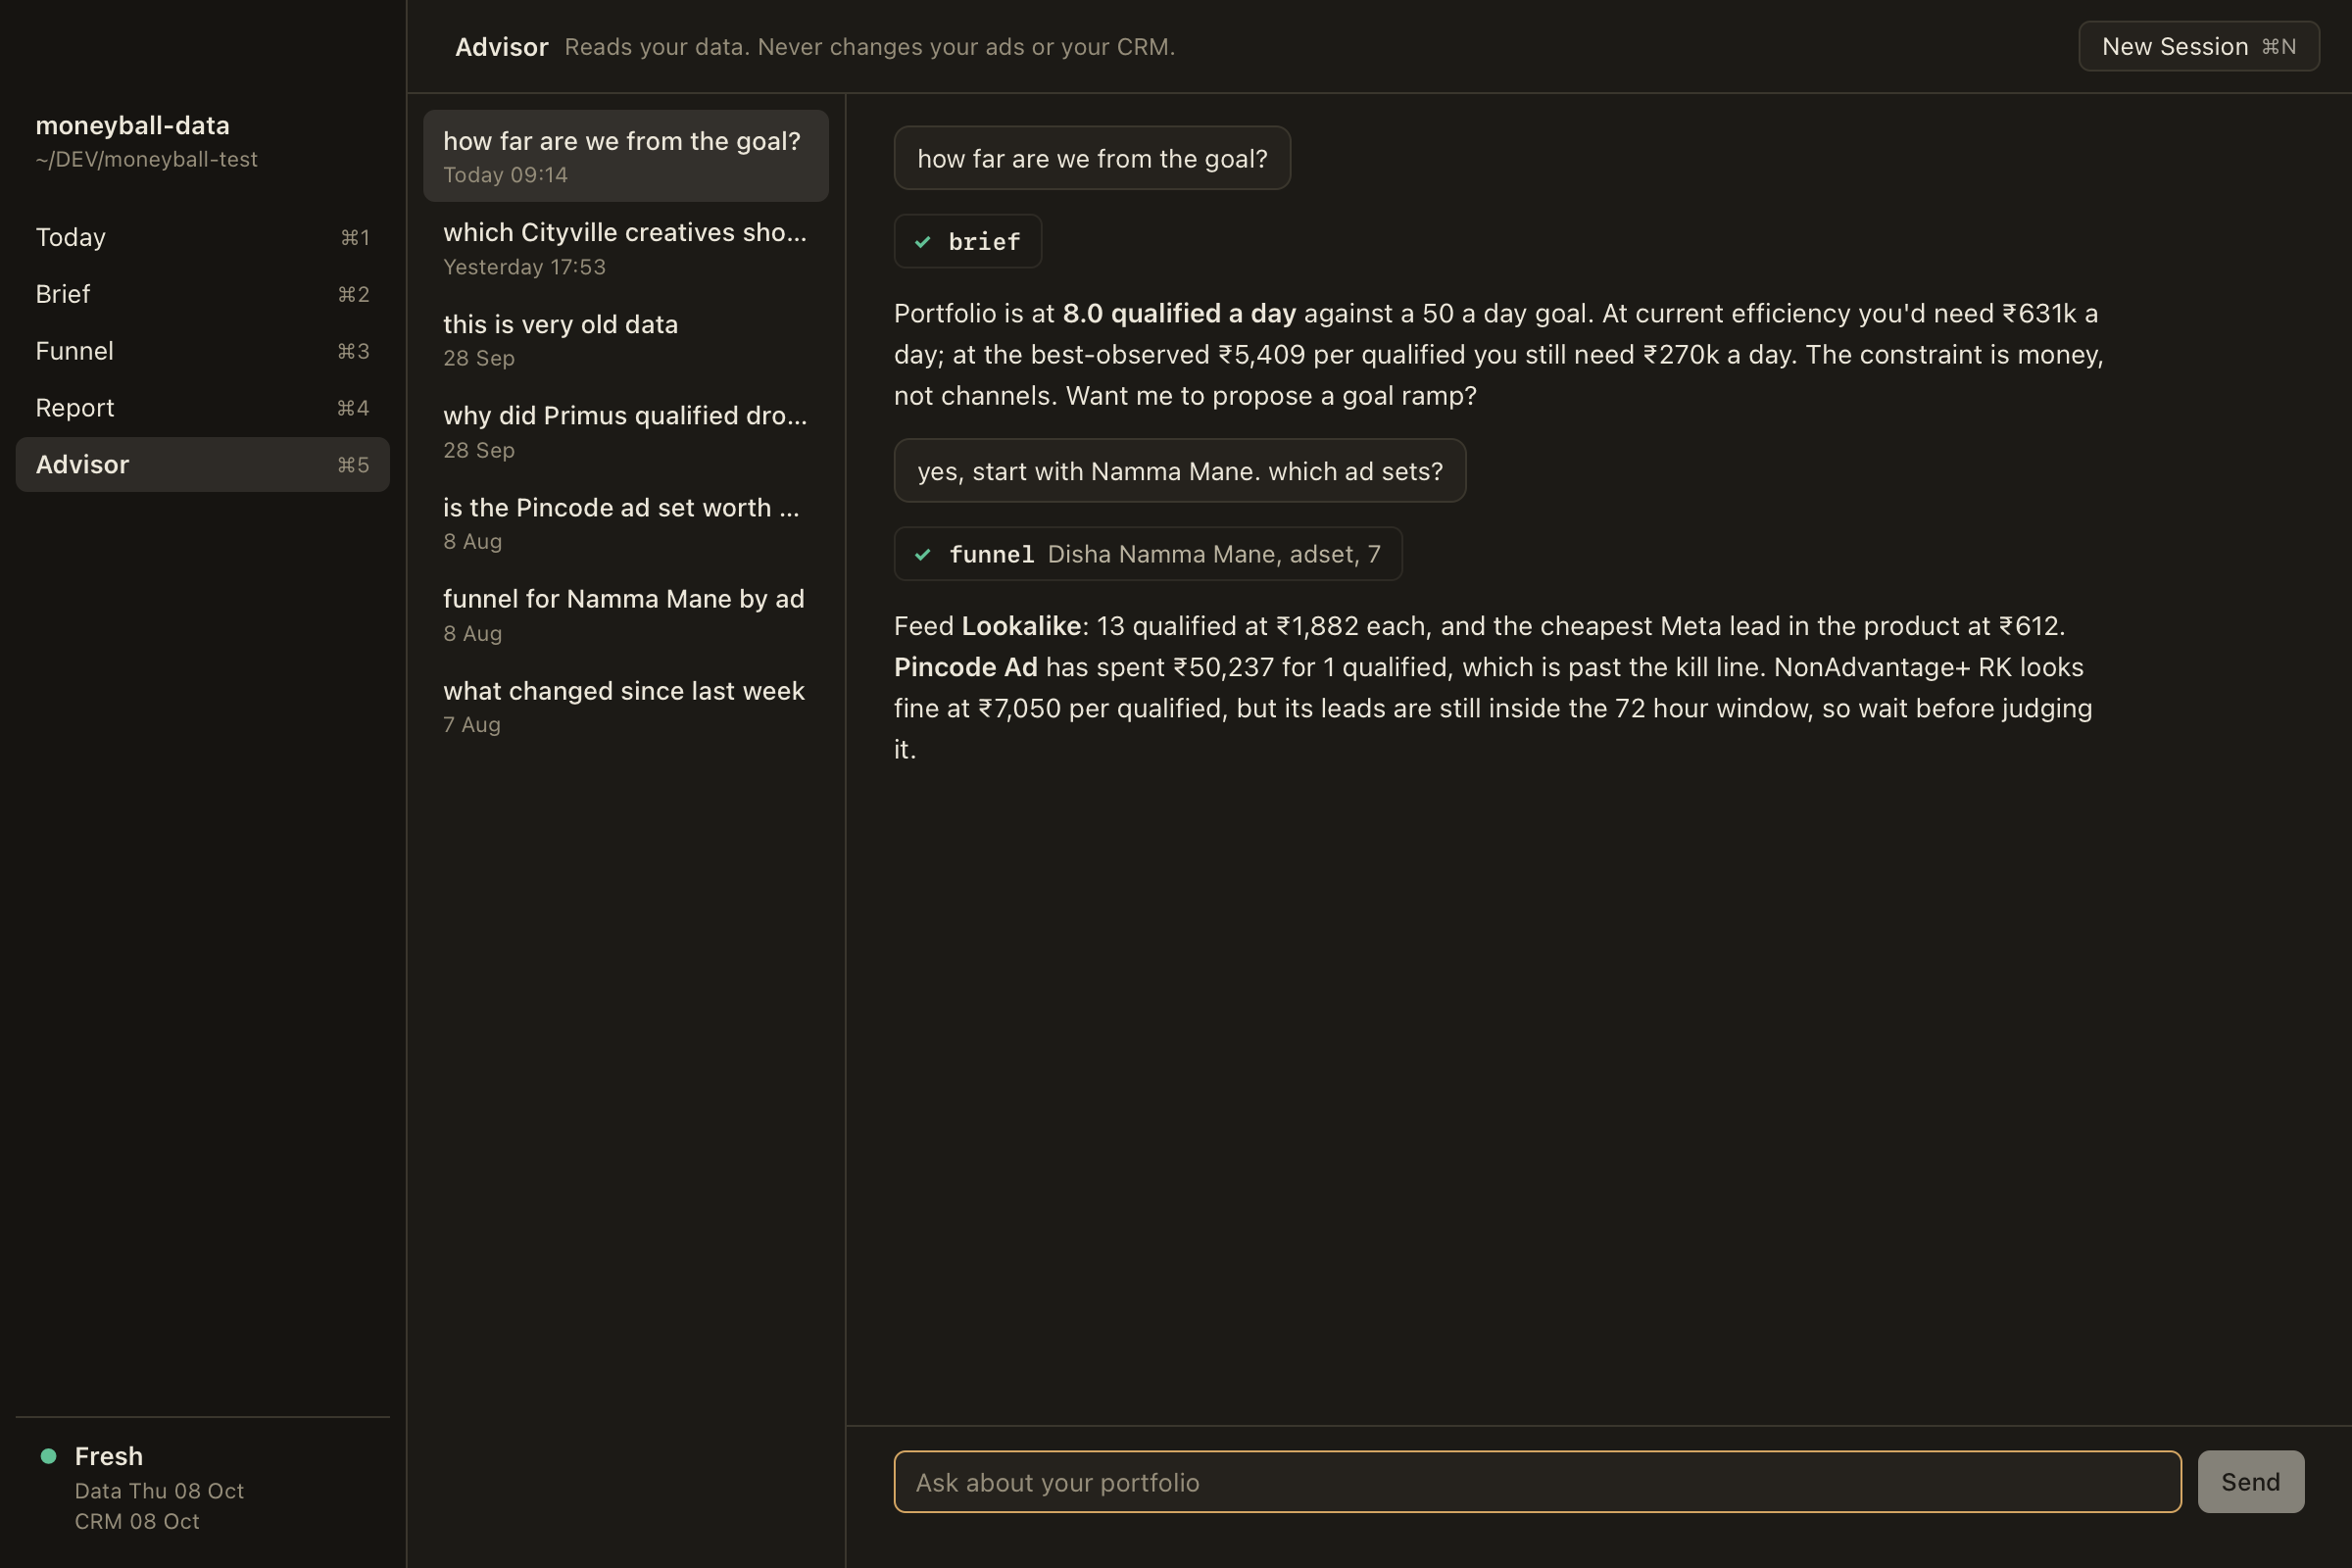 moneyball-data
~/DEV/moneyball-test
Today ⌘1
Brief ⌘2
Funnel ⌘3
Report ⌘4
Advisor ⌘5
Fresh
Data Thu 08 Oct
CRM 08 Oct
Advisor Reads your data. Never changes your ads or your CRM.
New Session ⌘N
how far are we from the goal?
Today 09:14
which Cityville creatives sho...
Yesterday 17:53
this is very old data
28 Sep
why did Primus qualified dro...
28 Sep
is the Pincode ad set worth ...
8 Aug
funnel for Namma Mane by ad
8 Aug
what changed since last week
7 Aug
how far are we from the goal?
✓ brief
Portfolio is at 8.0 qualified a day against a 50 a day goal. At current efficiency you'd need ₹631k a
day; at the best-observed ₹5,409 per qualified you still need ₹270k a day. The constraint is money,
not channels. Want me to propose a goal ramp?
yes, start with Namma Mane. which ad sets?
✓ funnel Disha Namma Mane, adset, 7
Feed Lookalike: 13 qualified at ₹1,882 each, and the cheapest Meta lead in the product at ₹612.
Pincode Ad has spent ₹50,237 for 1 qualified, which is past the kill line. NonAdvantage+ RK looks
fine at ₹7,050 per qualified, but its leads are still inside the 72 hour window, so wait before judging
it.
Ask about your portfolio
Send